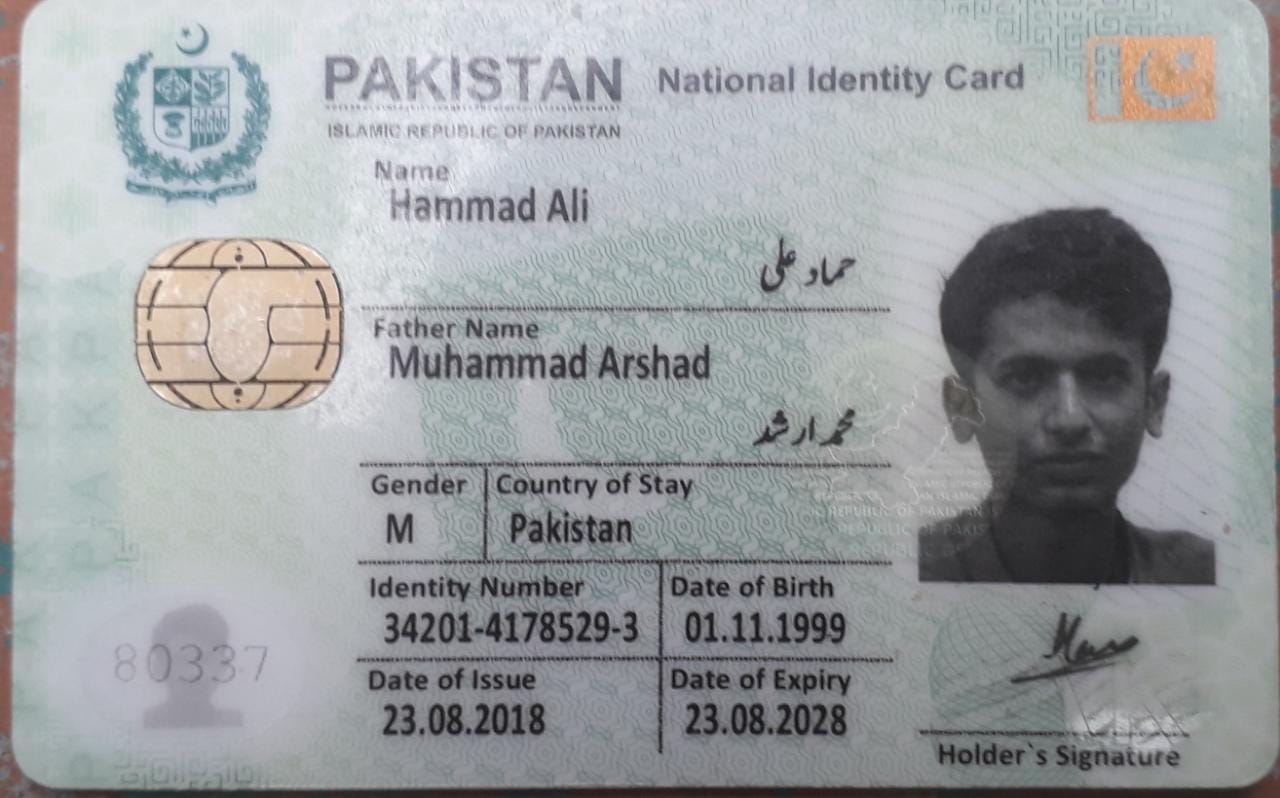 PAKISTAN National Identity Card
ISLAMIC REPUBLIC OF PAKISTAN
Name
Hammad Ali
حماد علی
Father Name
Muhammad Arshad
محمد ارشد
Gender Country of Stay
M Pakistan
Identity Number Date of Birth
34201-4178529-3 01.11.1999
Date of Issue Date of Expiry
23.08.2018 23.08.2028
80337
Holder`s Signature